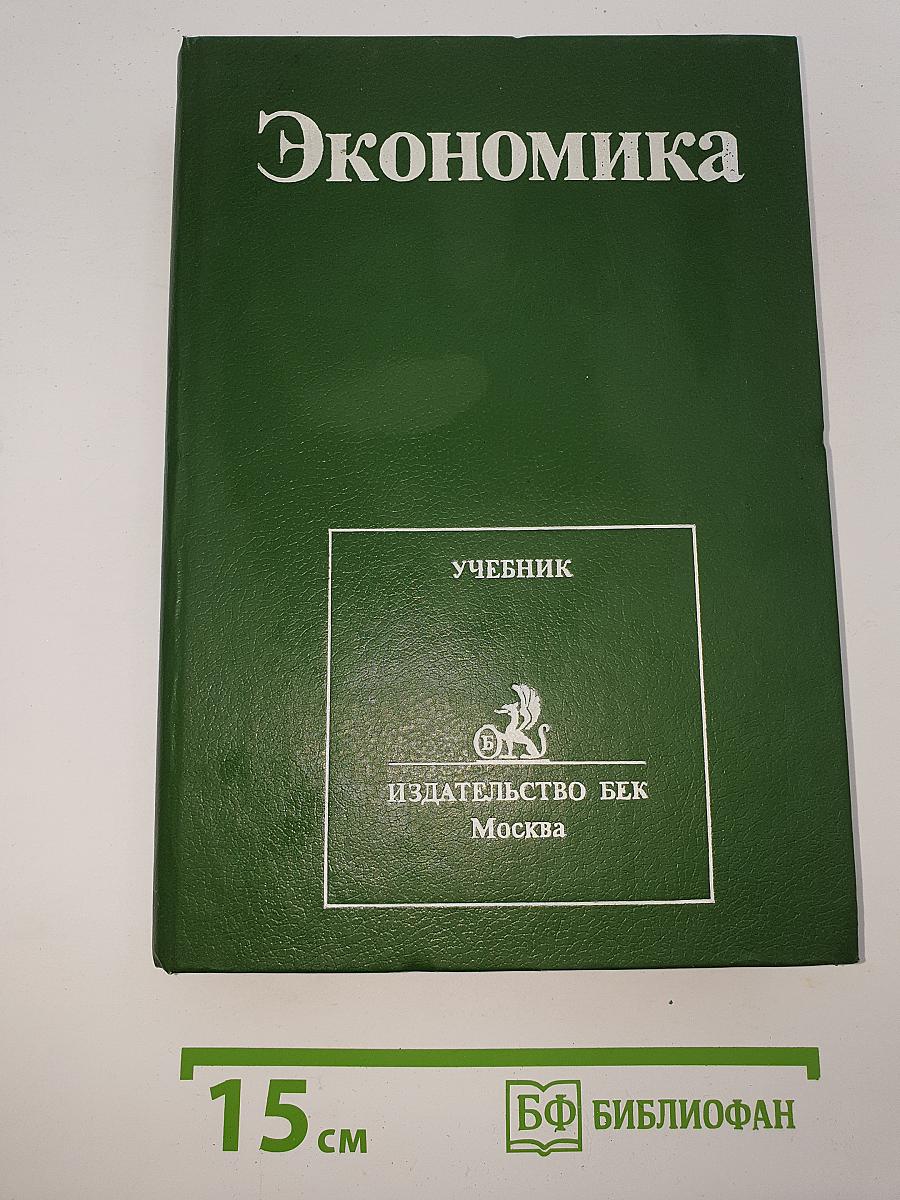 Экономика
УЧЕБНИК
Б
ИЗДАТЕЛЬСТВО БЕК
Москва
15 см
БФ БИБЛИОФАН